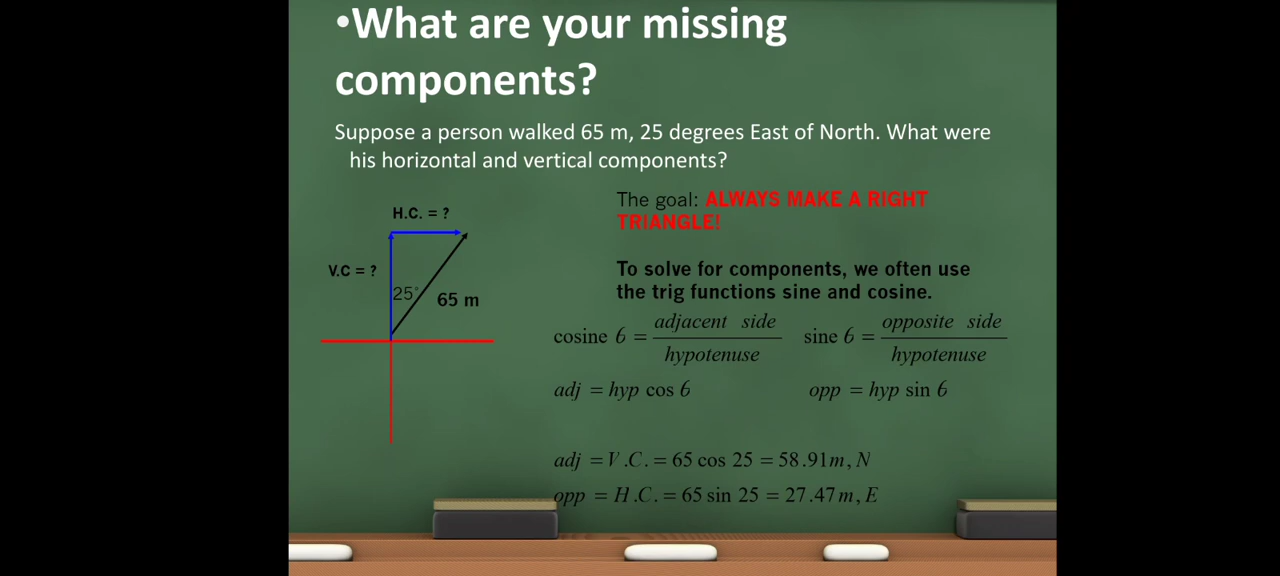 •What are your missing
components?
Suppose a person walked 65 m, 25 degrees East of North. What were
his horizontal and vertical components?
H.C. = ?
V.C = ?
25°
65 m
The goal: ALWAYS MAKE A RIGHT
TRIANGLE!
To solve for components, we often use
the trig functions sine and cosine.
cosine θ = adjacent side / hypotenuse
sine θ = opposite side / hypotenuse
adj = hyp cos θ
opp = hyp sin θ
adj = V.C. = 65 cos 25 = 58.91m, N
opp = H.C. = 65 sin 25 = 27.47m, E